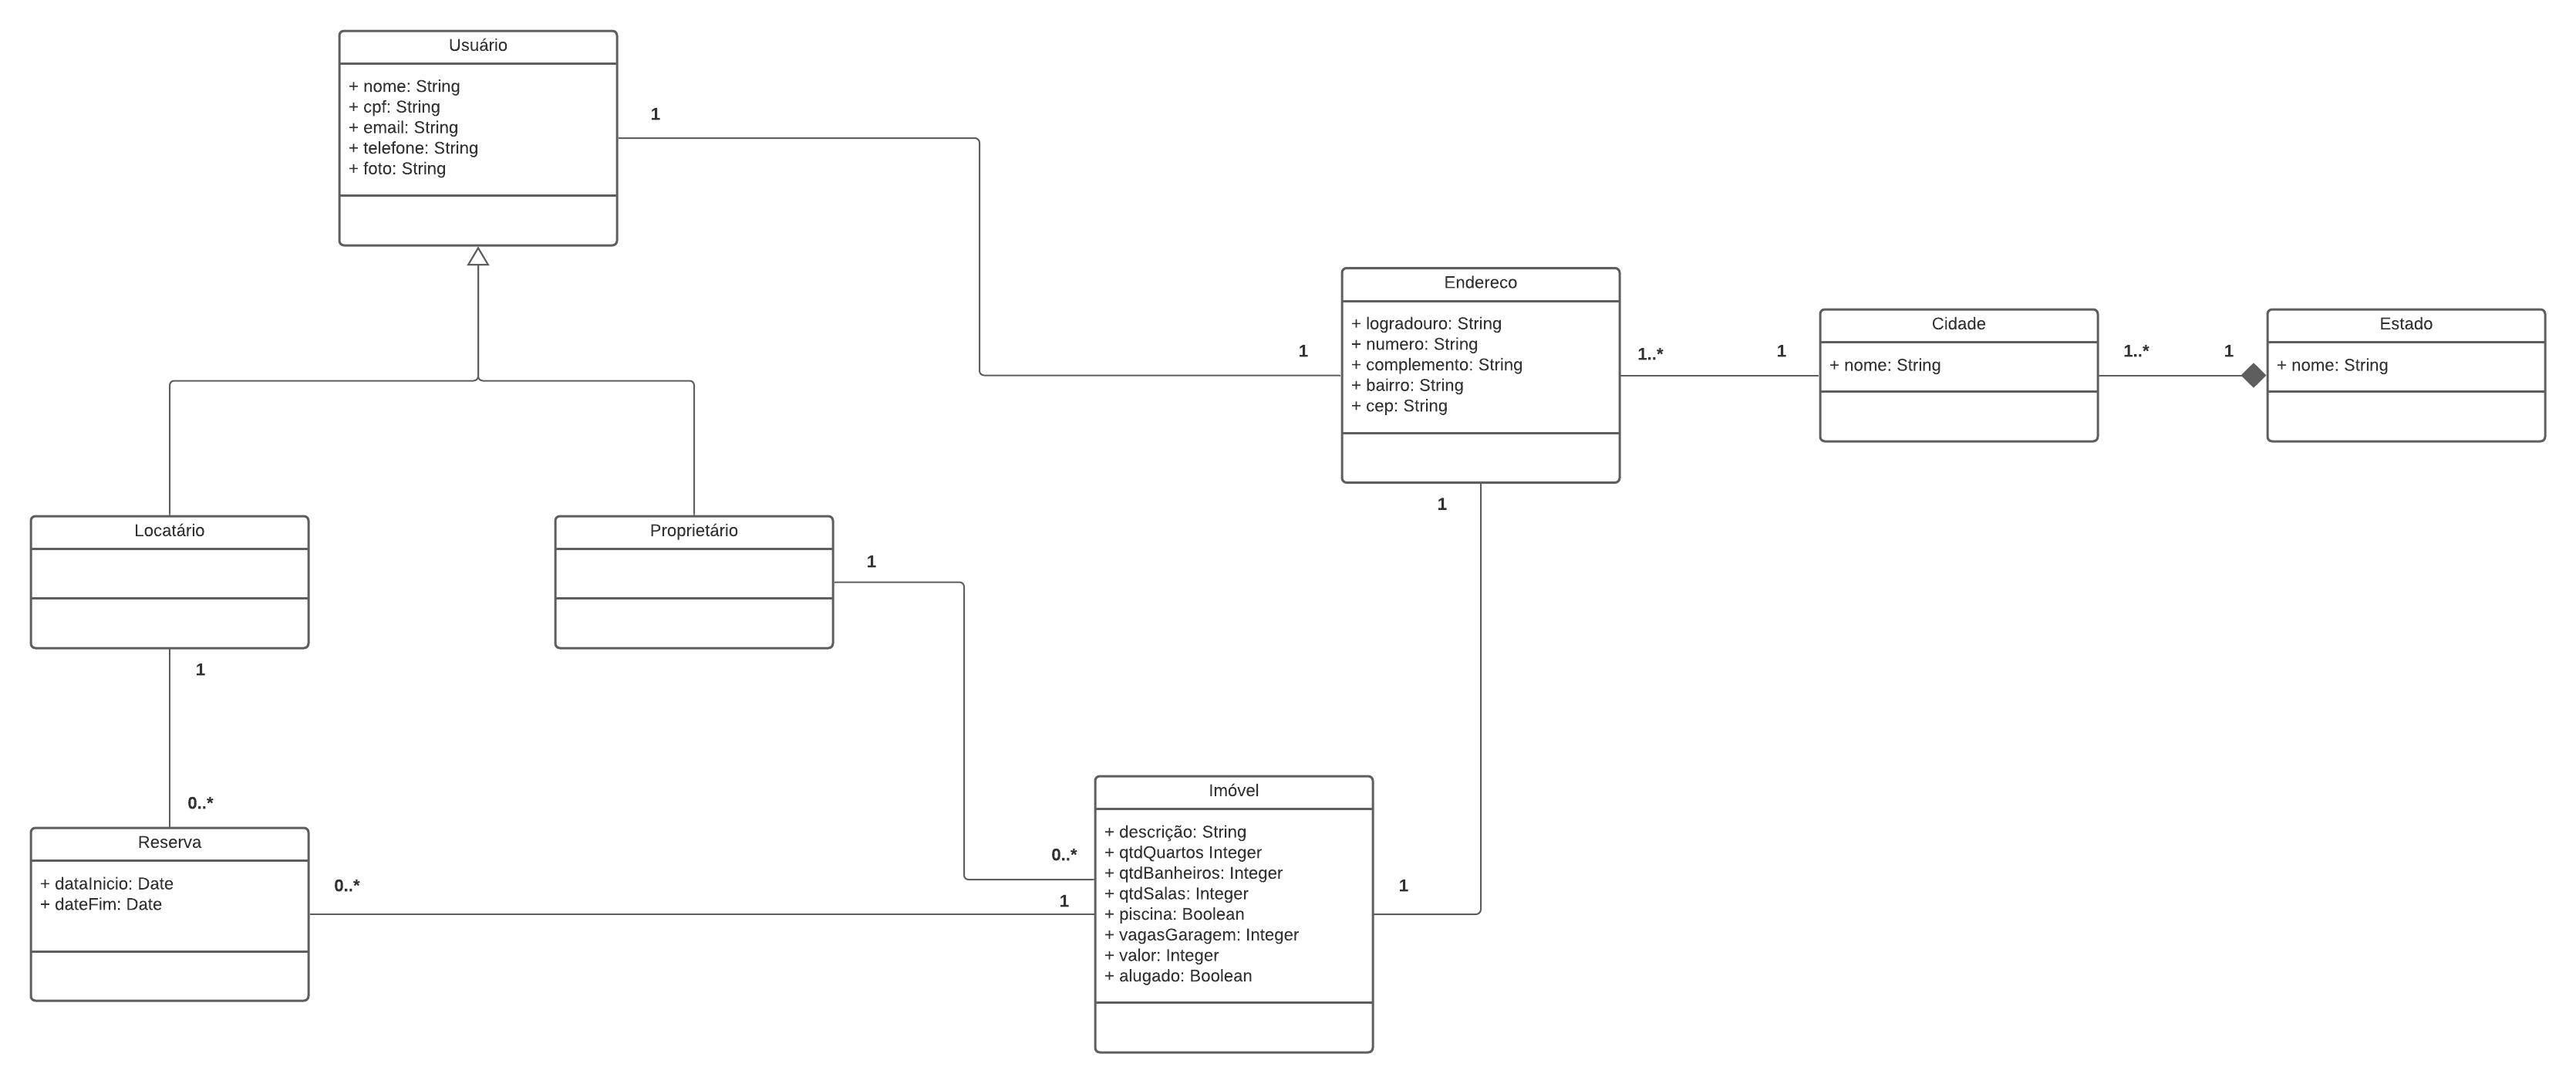 Usuário
+ nome: String
+ cpf: String
+ email: String
+ telefone: String
+ foto: String
1
1
Endereco
+ logradouro: String
+ numero: String
+ complemento: String
+ bairro: String
+ cep: String
1..*
1
Cidade
+ nome: String
1..*
1
Estado
+ nome: String
Locatário
Proprietário
1
1
1
0..*
Reserva
+ dataInicio: Date
+ dateFim: Date
0..*
0..*
1
Imóvel
+ descrição: String
+ qtdQuartos Integer
+ qtdBanheiros: Integer
+ qtdSalas: Integer
+ piscina: Boolean
+ vagasGaragem: Integer
+ valor: Integer
+ alugado: Boolean
1